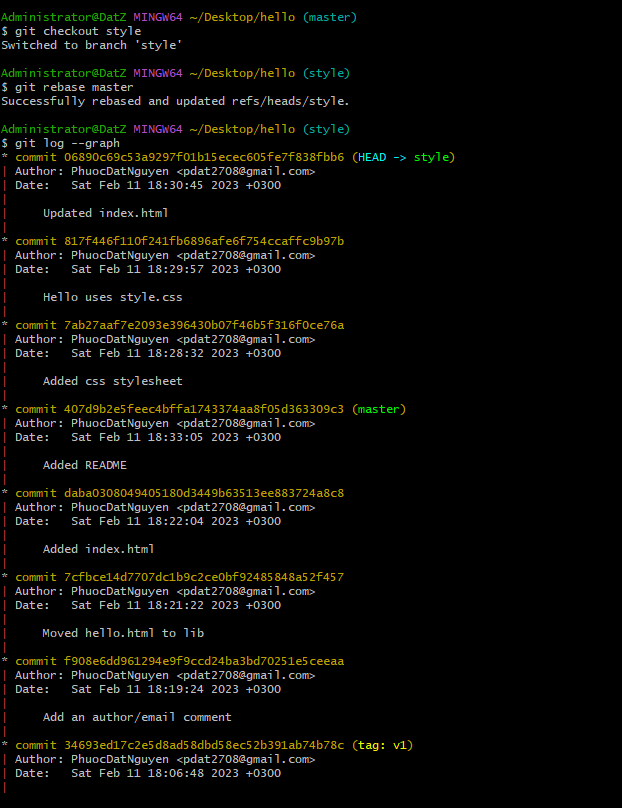 Administrator@DatZ MINGW64 ~/Desktop/hello (master)
$ git checkout style
Switched to branch 'style'
Administrator@DatZ MINGW64 ~/Desktop/hello (style)
$ git rebase master
Successfully rebased and updated refs/heads/style.
Administrator@DatZ MINGW64 ~/Desktop/hello (style)
$ git log --graph
* commit 06890c69c53a9297f01b15ecec605fe7f838fbb6 (HEAD -> style)
| Author: PhuocDatNguyen <pdat2708@gmail.com>
| Date:   Sat Feb 11 18:30:45 2023 +0300
|
|     Updated index.html
|
* commit 817f446f110f241fb6896afe6f754ccaffc9b97b
| Author: PhuocDatNguyen <pdat2708@gmail.com>
| Date:   Sat Feb 11 18:29:57 2023 +0300
|
|     Hello uses style.css
|
* commit 7ab27aaf7e2093e396430b07f46b5f316f0ce76a
| Author: PhuocDatNguyen <pdat2708@gmail.com>
| Date:   Sat Feb 11 18:28:32 2023 +0300
|
|     Added css stylesheet
|
* commit 407d9b2e5feec4bffa1743374aa8f05d363309c3 (master)
| Author: PhuocDatNguyen <pdat2708@gmail.com>
| Date:   Sat Feb 11 18:33:05 2023 +0300
|
|     Added README
|
* commit daba0308049405180d3449b63513ee883724a8c8
| Author: PhuocDatNguyen <pdat2708@gmail.com>
| Date:   Sat Feb 11 18:22:04 2023 +0300
|
|     Added index.html
|
* commit 7cfbce14d7707dc1b9c2ce0bf92485848a52f457
| Author: PhuocDatNguyen <pdat2708@gmail.com>
| Date:   Sat Feb 11 18:21:22 2023 +0300
|
|     Moved hello.html to lib
|
* commit f908e6dd961294e9f9ccd24ba3bd70251e5ceeaa
| Author: PhuocDatNguyen <pdat2708@gmail.com>
| Date:   Sat Feb 11 18:19:24 2023 +0300
|
|     Add an author/email comment
|
* commit 34693ed17c2e5d8ad58dbd58ec52b391ab74b78c (tag: v1)
| Author: PhuocDatNguyen <pdat2708@gmail.com>
| Date:   Sat Feb 11 18:06:48 2023 +0300
|